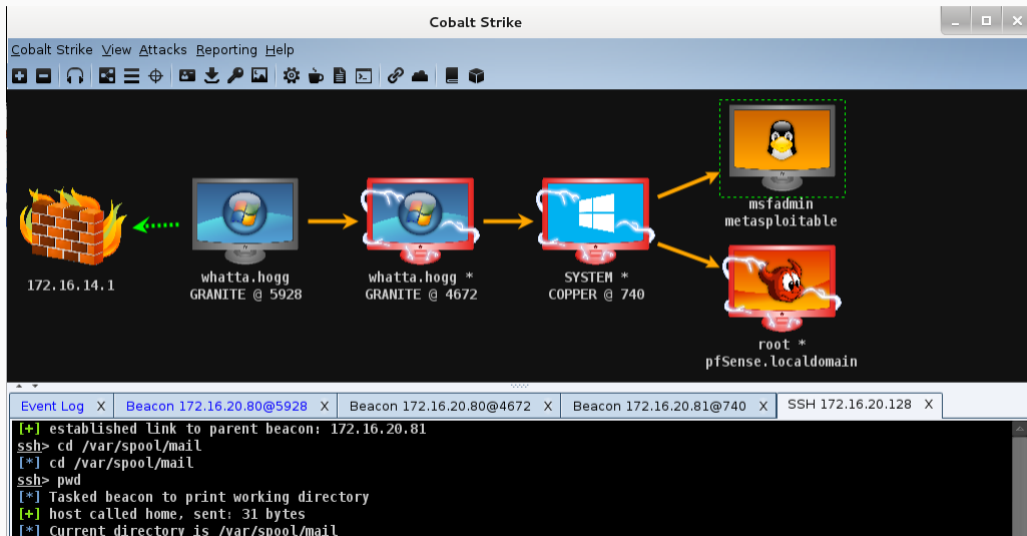 Cobalt Strike
Cobalt Strike View Attacks Reporting Help
172.16.14.1
whatta.hogg
GRANITE @ 5928
whatta.hogg *
GRANITE @ 4672
SYSTEM *
COPPER @ 740
msfadmin
metasploitable
root *
pfSense.localdomain
Event Log X Beacon 172.16.20.80@5928 X Beacon 172.16.20.80@4672 X Beacon 172.16.20.81@740 X SSH 172.16.20.128 X
[+] established link to parent beacon: 172.16.20.81
ssh> cd /var/spool/mail
[*] cd /var/spool/mail
ssh> pwd
[*] Tasked beacon to print working directory
[+] host called home, sent: 31 bytes
[*] Current directory is /var/spool/mail